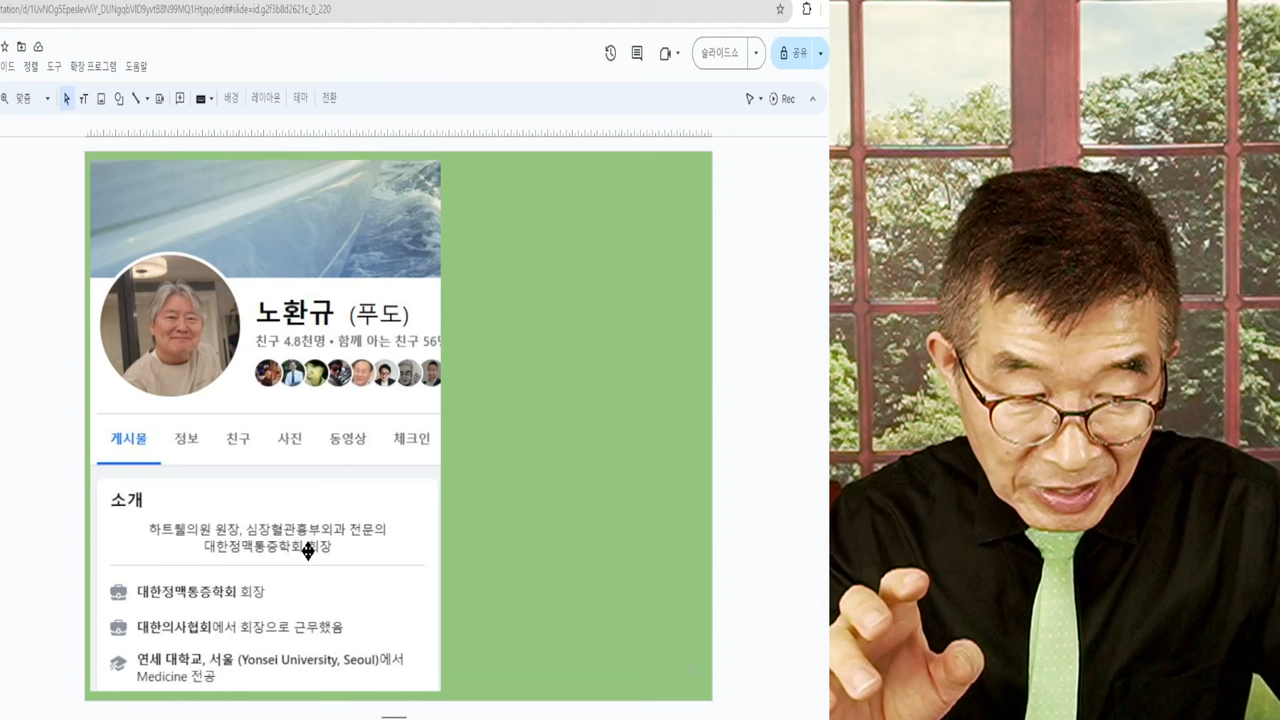 tation/d/1UvNOg5EpeslevViY_DUNgqbVID9yvtB8N99MQ1Htjqo/edit#slide=id.g2f3b8d2621c_0_220
이드 정렬 도구 확장 프로그램 도움말
슬라이드쇼
공유
맞춤
배경 레이아웃 테마 전환
Rec
노환규 (푸도)
친구 4.8천명 • 함께 아는 친구 56
게시물 정보 친구 사진 동영상 체크인
소개
하트웰의원 원장, 심장혈관흉부외과 전문의
대한정맥통증학회 회장
대한정맥통증학회 회장
대한의사협회에서 회장으로 근무했음
연세 대학교, 서울 (Yonsei University, Seoul)에서
Medicine 전공